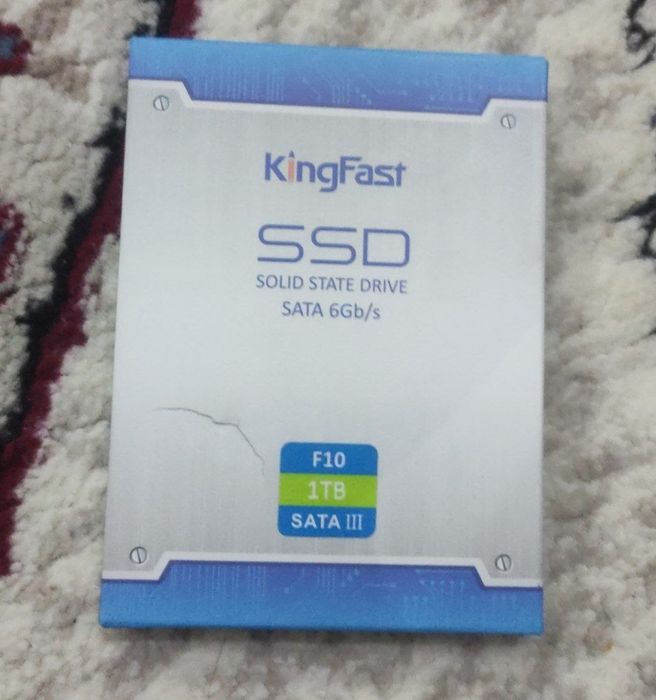 KingFast
SSD
SOLID STATE DRIVE
SATA 6Gb/s
F10
1TB
SATA III